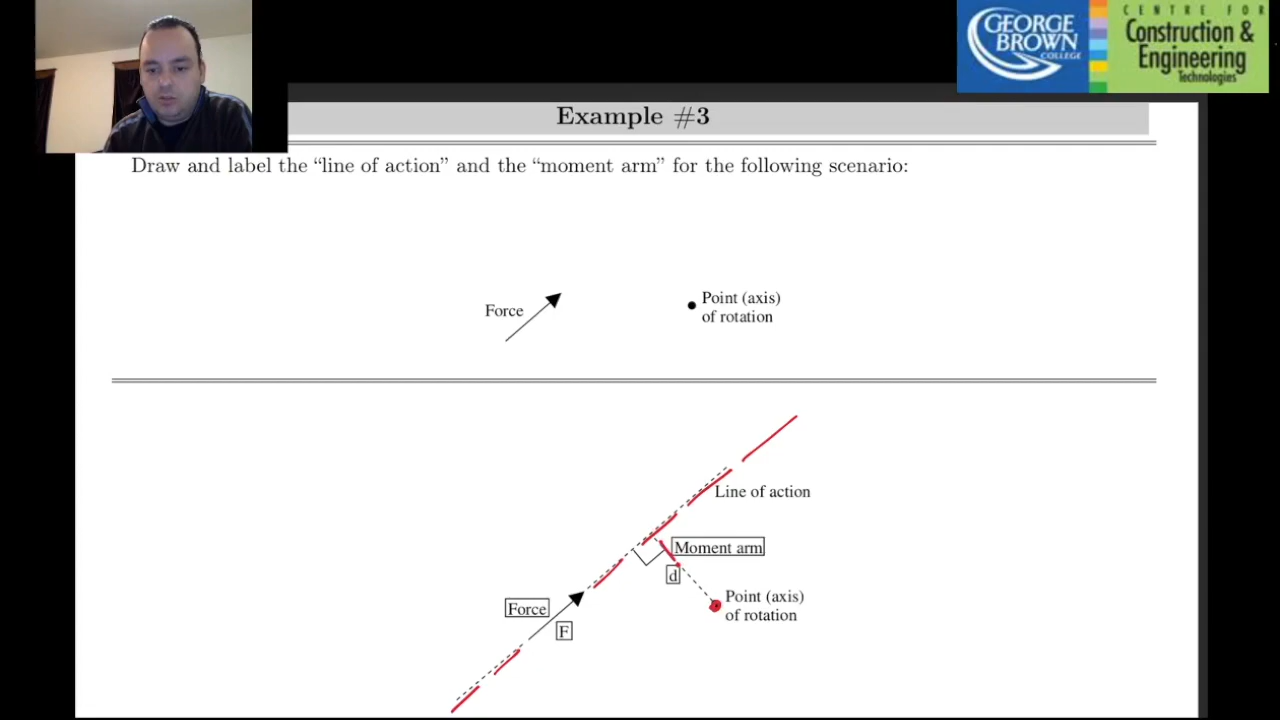 GEORGE
BROWN
COLLEGE
CENTRE FOR
Construction &
Engineering
Technologies
Example #3
Draw and label the “line of action” and the “moment arm” for the following scenario:
Force
Point (axis)
of rotation
Line of action
Moment arm
d
Force
F
Point (axis)
of rotation